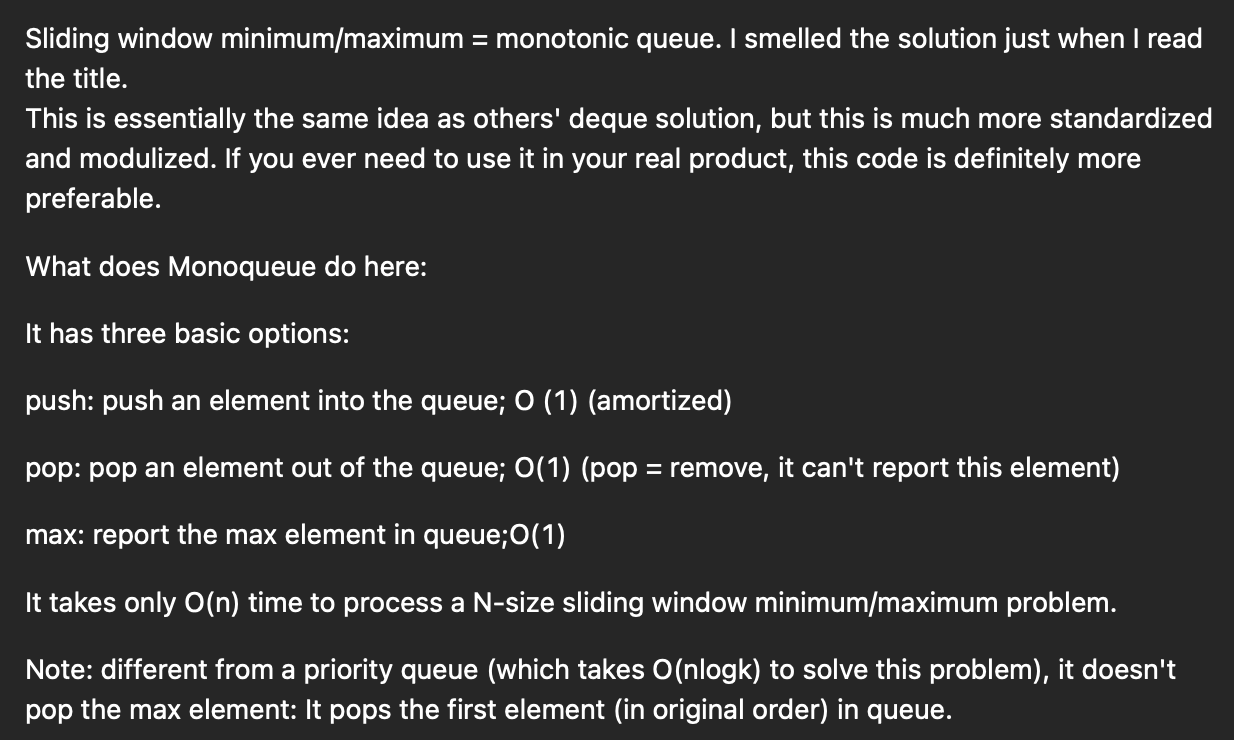 Sliding window minimum/maximum = monotonic queue. I smelled the solution just when I read
the title.
This is essentially the same idea as others' deque solution, but this is much more standardized
and modulized. If you ever need to use it in your real product, this code is definitely more
preferable.
What does Monoqueue do here:
It has three basic options:
push: push an element into the queue; O (1) (amortized)
pop: pop an element out of the queue; O(1) (pop = remove, it can't report this element)
max: report the max element in queue;O(1)
It takes only O(n) time to process a N-size sliding window minimum/maximum problem.
Note: different from a priority queue (which takes O(nlogk) to solve this problem), it doesn't
pop the max element: It pops the first element (in original order) in queue.